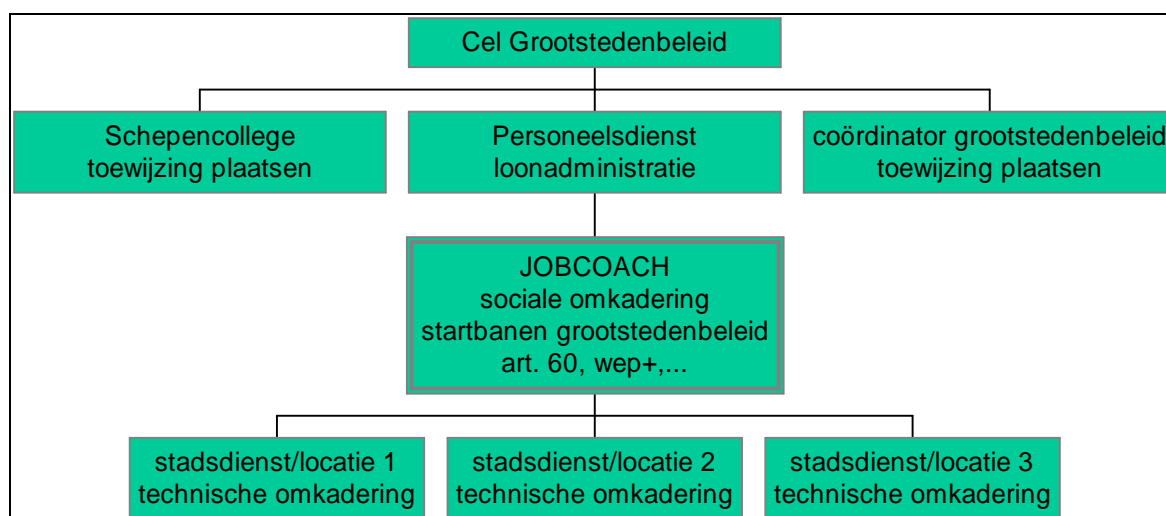 Cel Grootstedenbeleid
Schepencollege
toewijzing plaatsen
Personeelsdienst
loonadministratie
coördinator grootstedenbeleid
toewijzing plaatsen
JOBCOACH
sociale omkadering
startbanen grootstedenbeleid
art. 60, wep+,...
stadsdienst/locatie 1
technische omkadering
stadsdienst/locatie 2
technische omkadering
stadsdienst/locatie 3
technische omkadering